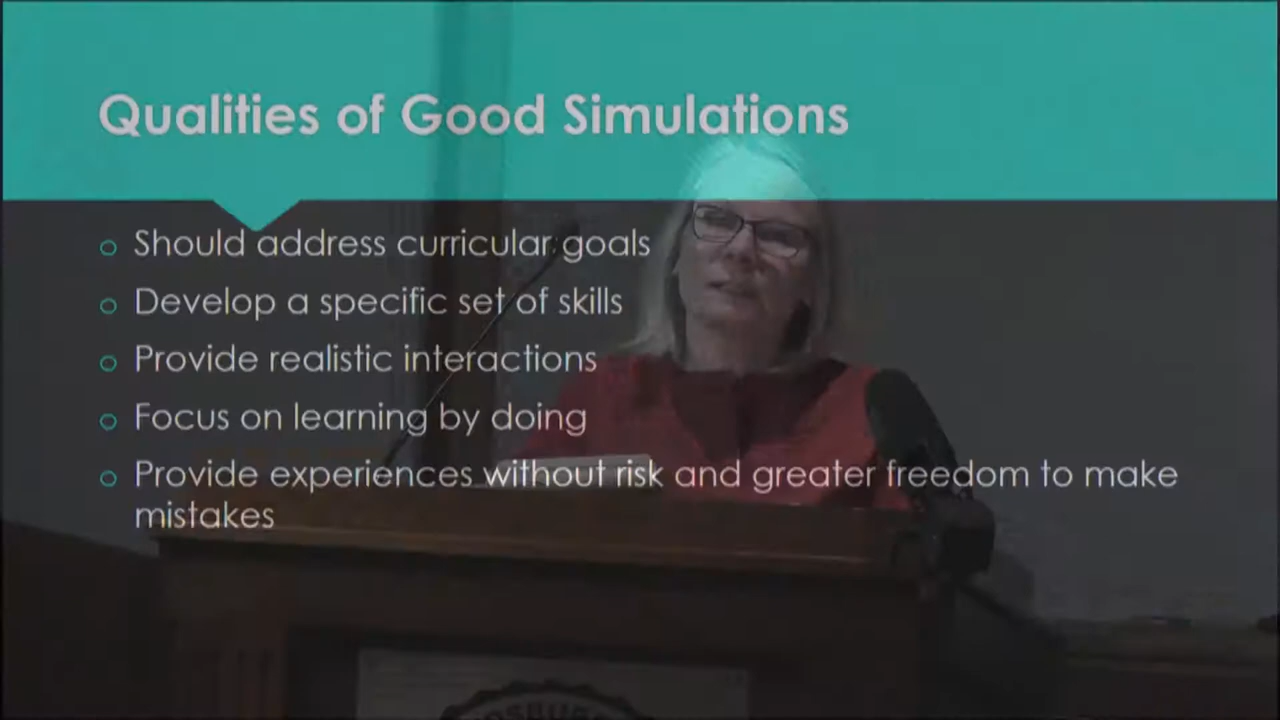 Qualities of Good Simulations
Should address curricular goals
Develop a specific set of skills
Provide realistic interactions
Focus on learning by doing
Provide experiences without risk and greater freedom to make
mistakes